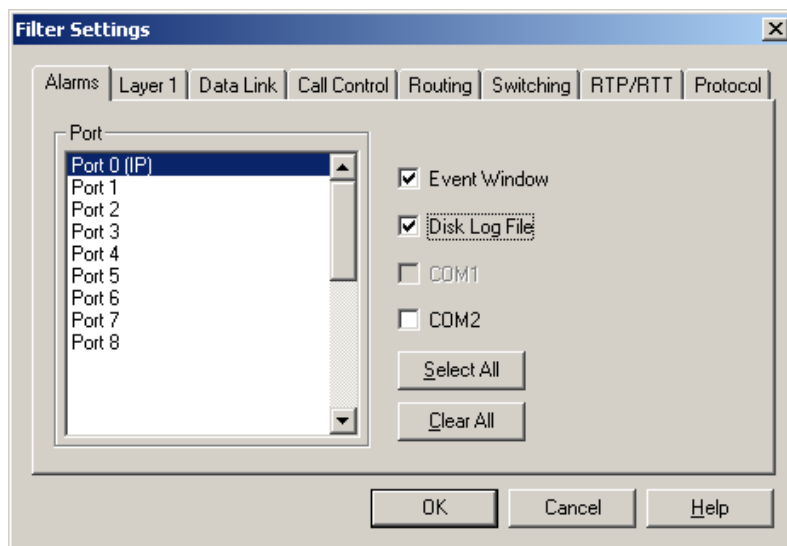 Filter Settings
Alarms Layer 1 Data Link Call Control Routing Switching RTP/RTT Protocol
Port
Port 0 (IP)
Port 1
Port 2
Port 3
Port 4
Port 5
Port 6
Port 7
Port 8
Event Window
Disk Log File
COM1
COM2
Select All
Clear All
OK Cancel Help